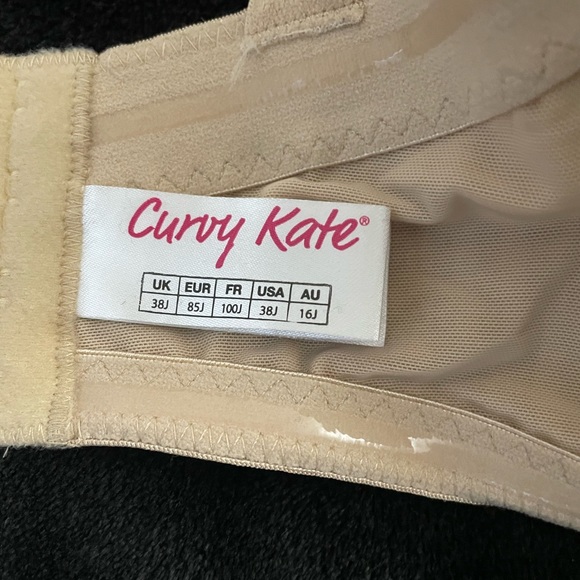 Curvy Kate®
UK EUR FR USA AU
38J 85J 100J 38J 16J